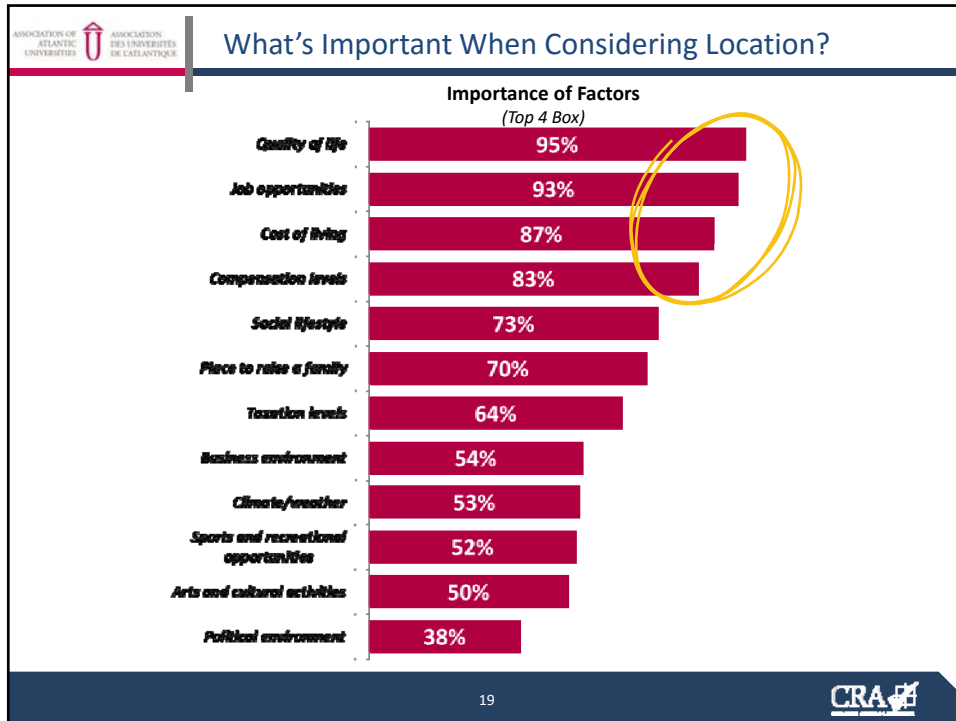 ASSOCIATION OF
ATLANTIC
UNIVERSITIES
ASSOCIATION
DES UNIVERSITÉS
DE L'ATLANTIQUE
What's Important When Considering Location?
Importance of Factors
(Top 4 Box)
Quality of life 95%
Job opportunities 93%
Cost of living 87%
Compensation levels 83%
Social lifestyle 73%
Place to raise a family 70%
Taxation levels 64%
Business environment 54%
Climate/weather 53%
Sports and recreational
opportunities 52%
Arts and cultural activities 50%
Political environment 38%
19
CRA